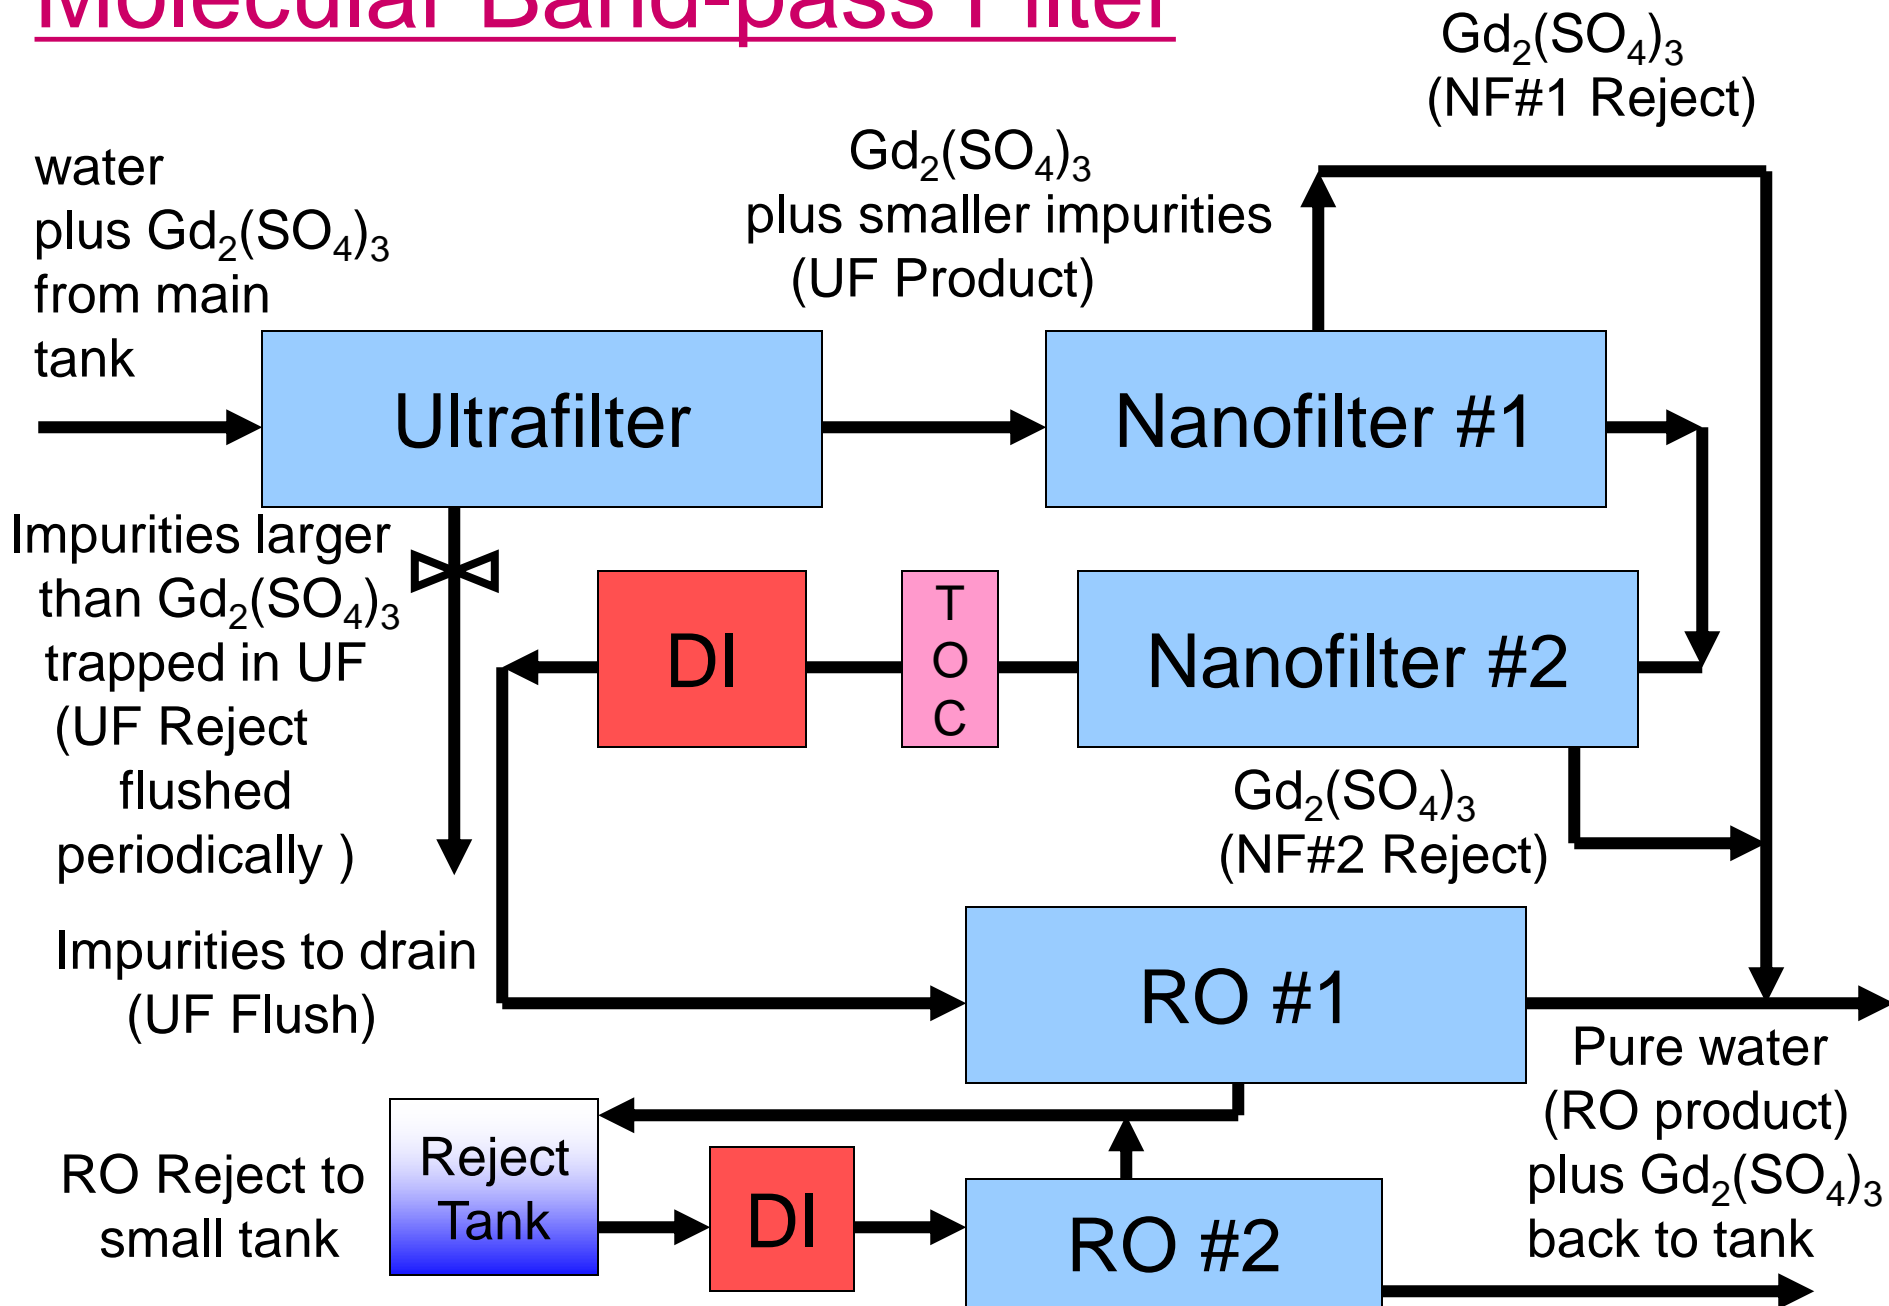 Molecular Band-pass Filter
Gd₂(SO₄)₃
(NF#1 Reject)
water
plus Gd₂(SO₄)₃
from main
tank
Gd₂(SO₄)₃
plus smaller impurities
(UF Product)
Ultrafilter
Nanofilter #1
Impurities larger
than Gd₂(SO₄)₃
trapped in UF
(UF Reject
flushed
periodically )
DI
T
O
C
Nanofilter #2
Gd₂(SO₄)₃
(NF#2 Reject)
Impurities to drain
(UF Flush)
RO #1
Pure water
(RO product)
plus Gd₂(SO₄)₃
back to tank
RO Reject to
small tank
Reject
Tank
DI
RO #2